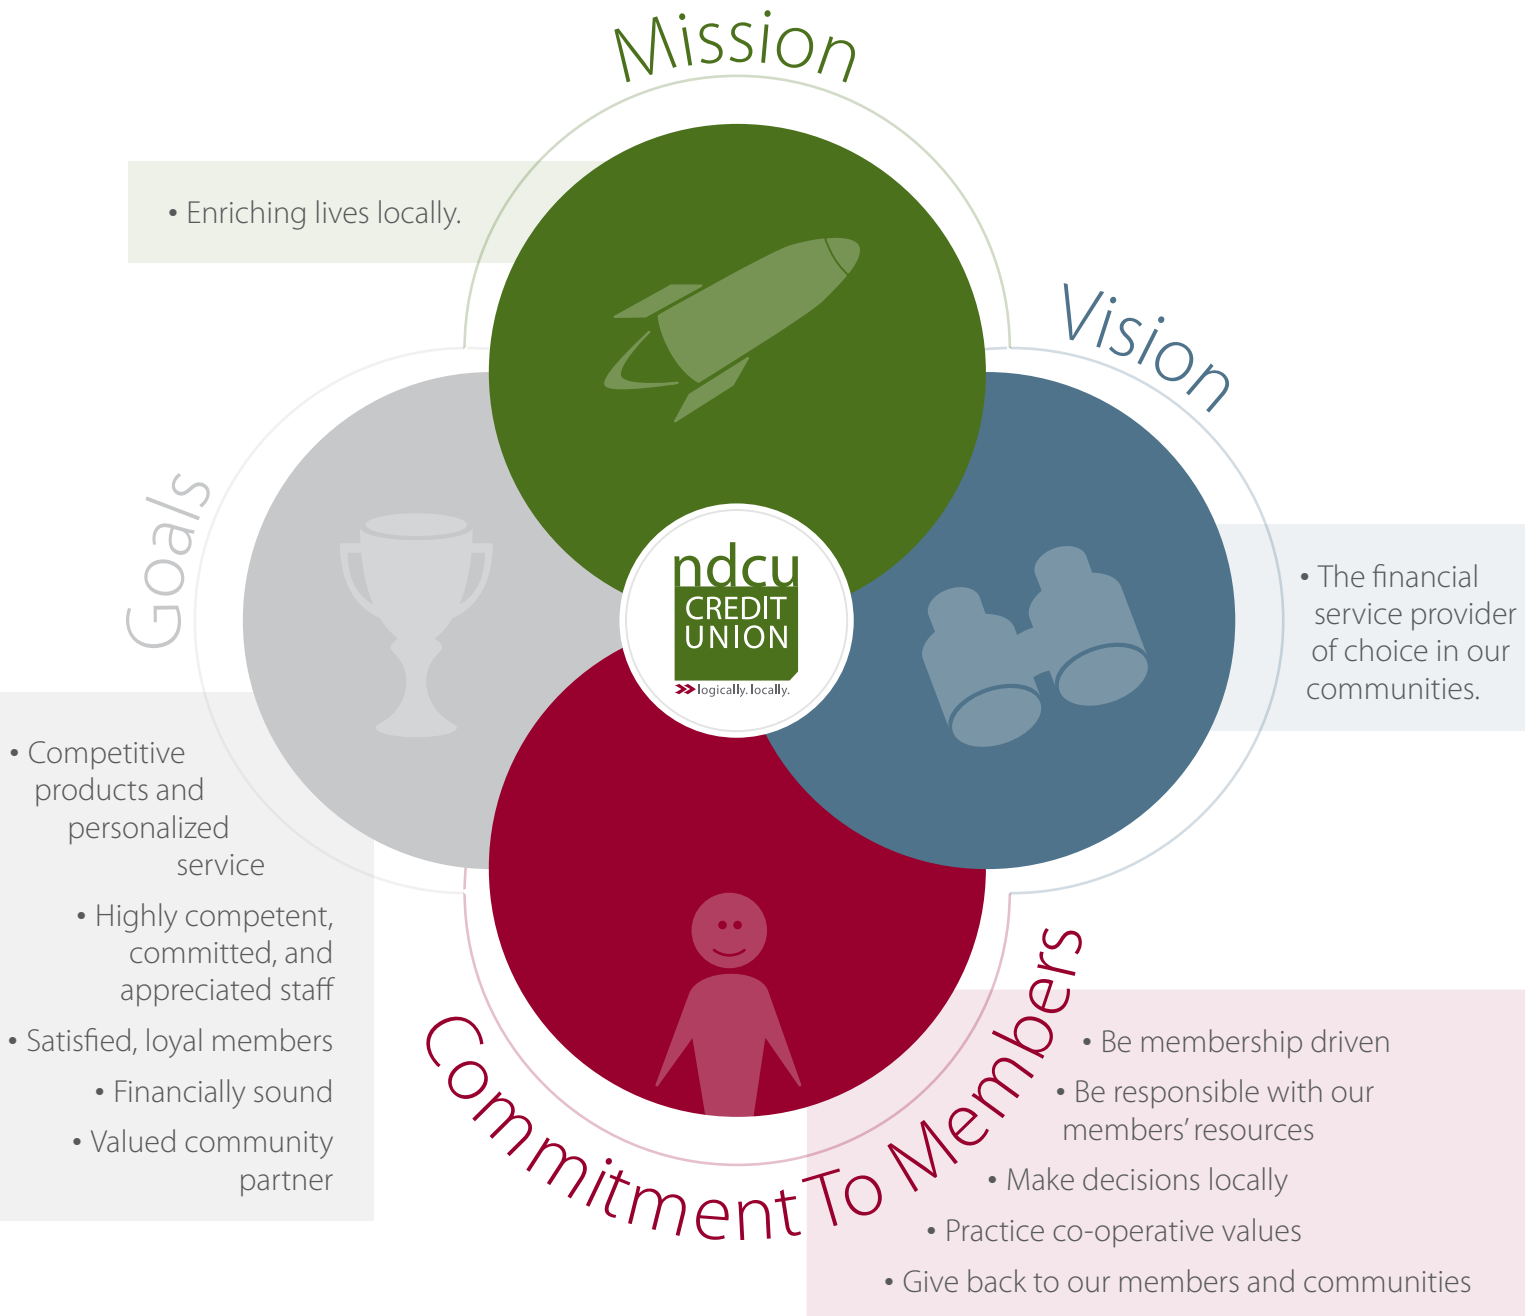 Mission
• Enriching lives locally.
Vision
• The financial
service provider
of choice in our
communities.
ndcu
CREDIT
UNION
logically. locally.
Goals
• Competitive
products and
personalized
service
• Highly competent,
committed, and
appreciated staff
• Satisfied, loyal members
• Financially sound
• Valued community
partner
Commitment To Members
• Be membership driven
• Be responsible with our
members’ resources
• Make decisions locally
• Practice co-operative values
• Give back to our members and communities